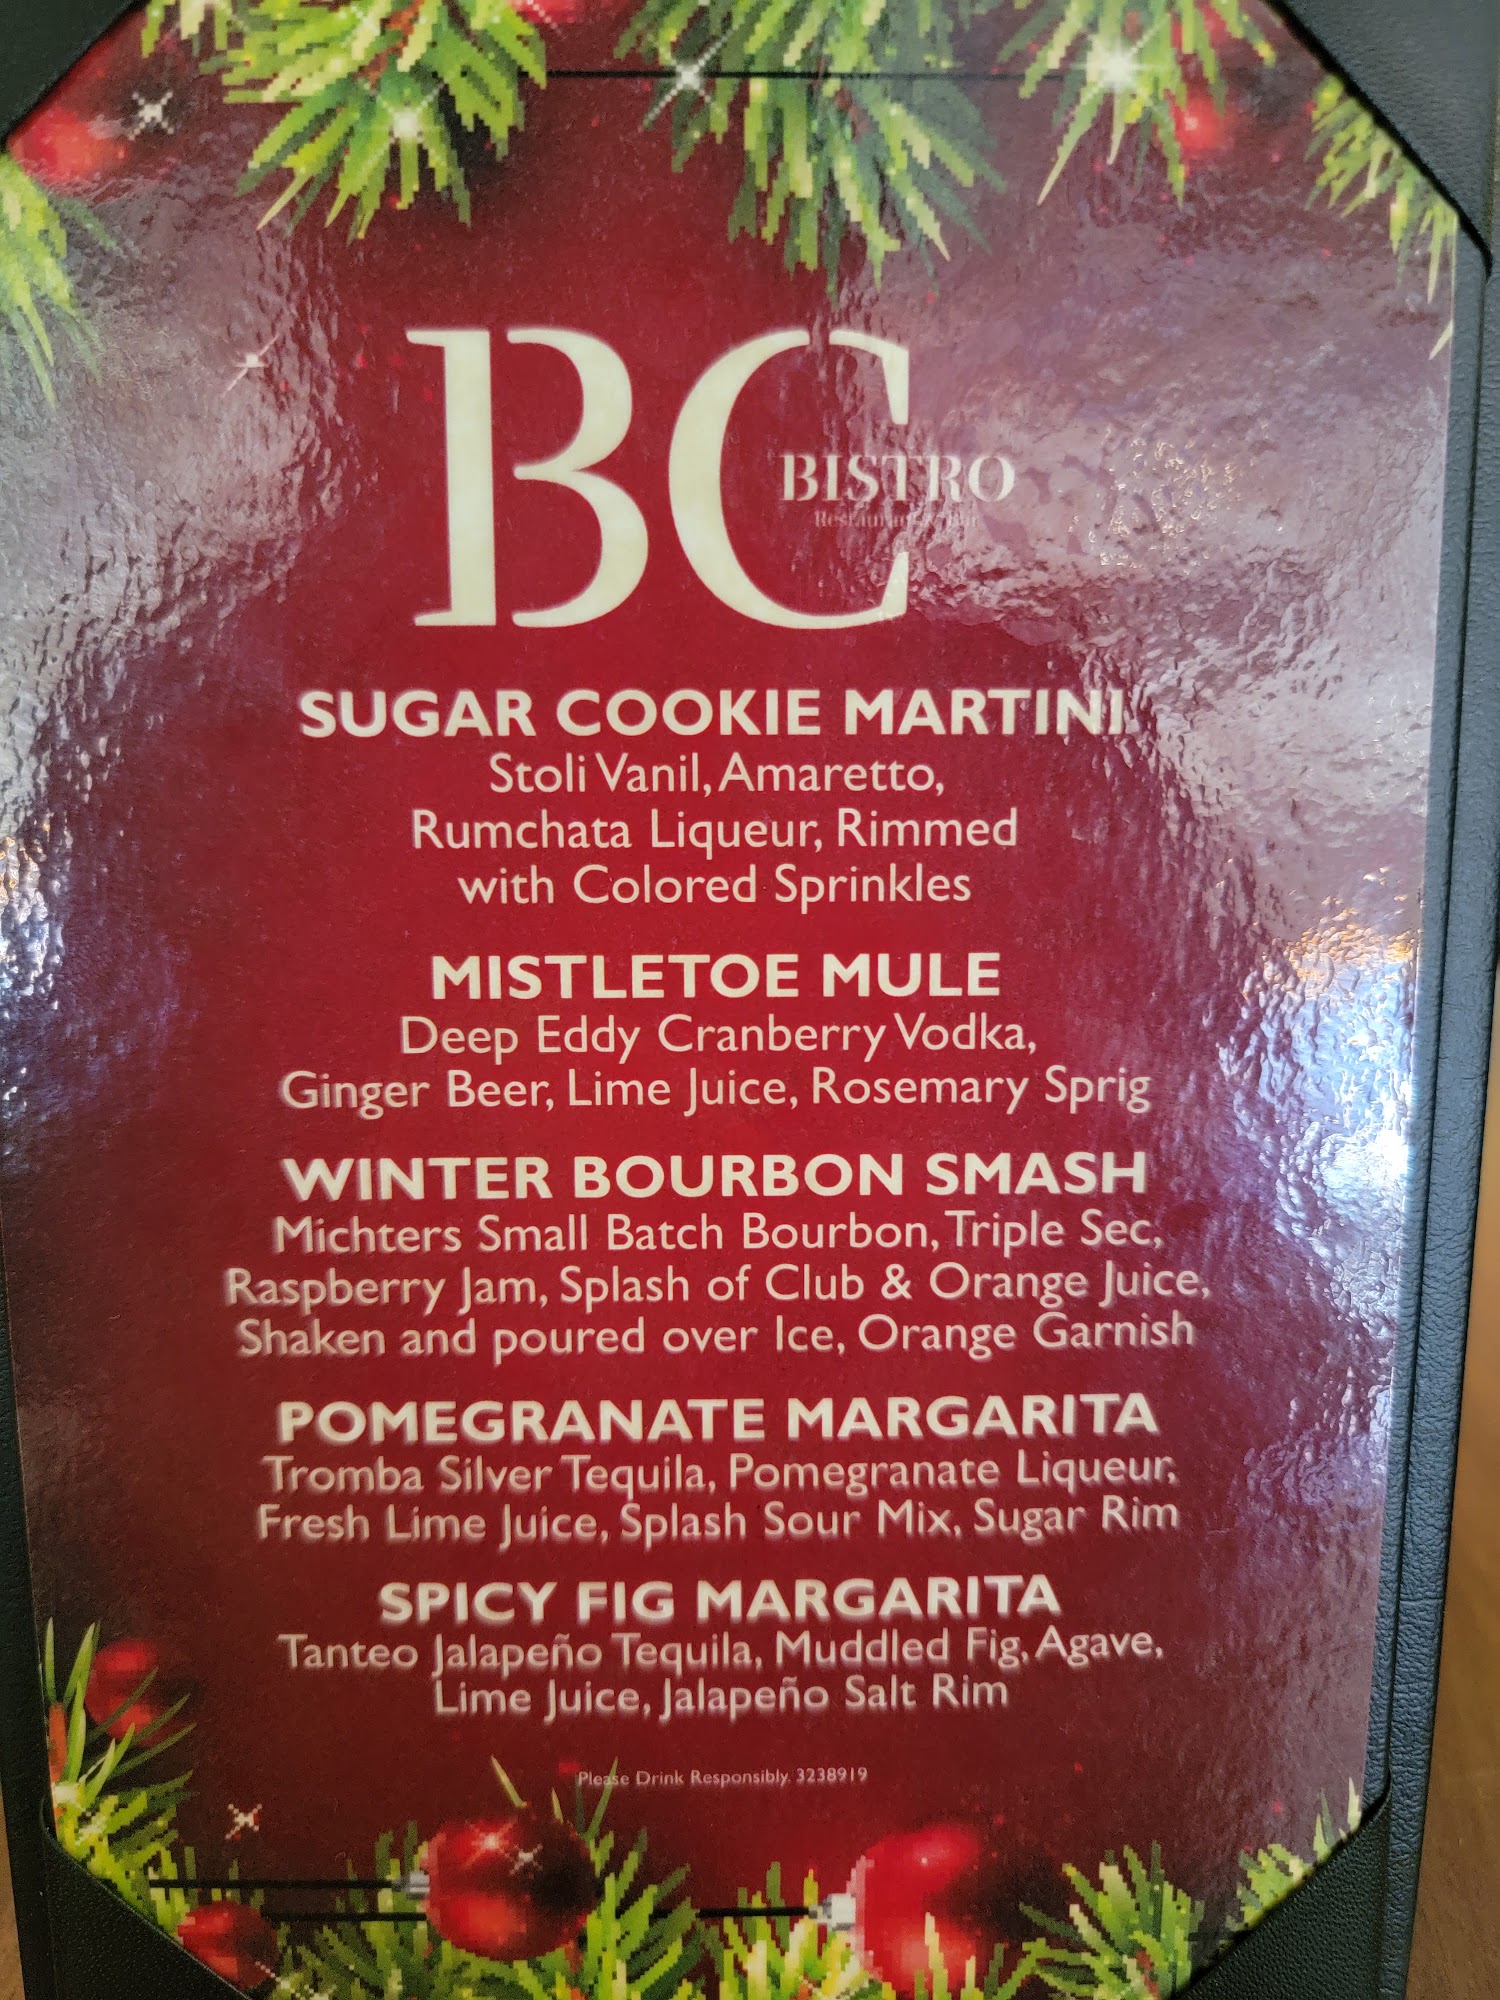 BC
BISTRO
Restaurant & Bar
SUGAR COOKIE MARTINI
Stoli Vanil, Amaretto,
Rumchata Liqueur, Rimmed
with Colored Sprinkles
MISTLETOE MULE
Deep Eddy Cranberry Vodka,
Ginger Beer, Lime Juice, Rosemary Sprig
WINTER BOURBON SMASH
Michters Small Batch Bourbon, Triple Sec,
Raspberry Jam, Splash of Club & Orange Juice,
Shaken and poured over Ice, Orange Garnish
POMEGRANATE MARGARITA
Tromba Silver Tequila, Pomegranate Liqueur,
Fresh Lime Juice, Splash Sour Mix, Sugar Rim
SPICY FIG MARGARITA
Tanteo Jalapeño Tequila, Muddled Fig, Agave,
Lime Juice, Jalapeño Salt Rim
Please Drink Responsibly. 3238919